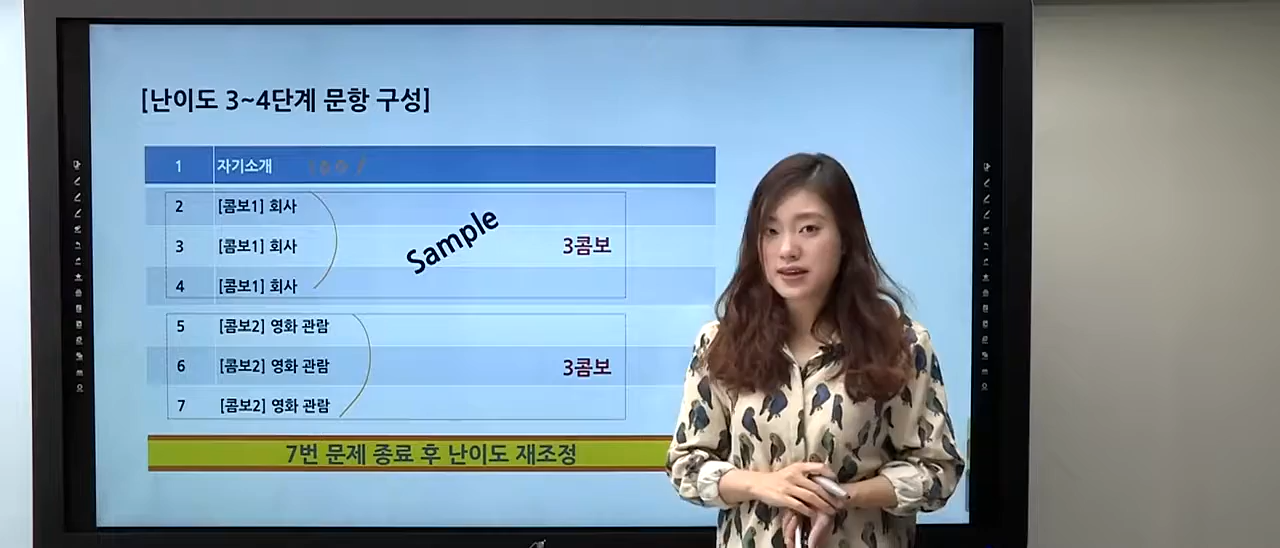 [난이도 3~4단계 문항 구성]
1 자기소개
2 [콤보1] 회사
3 [콤보1] 회사
4 [콤보1] 회사
Sample
3콤보
5 [콤보2] 영화 관람
6 [콤보2] 영화 관람
7 [콤보2] 영화 관람
3콤보
7번 문제 종료 후 난이도 재조정